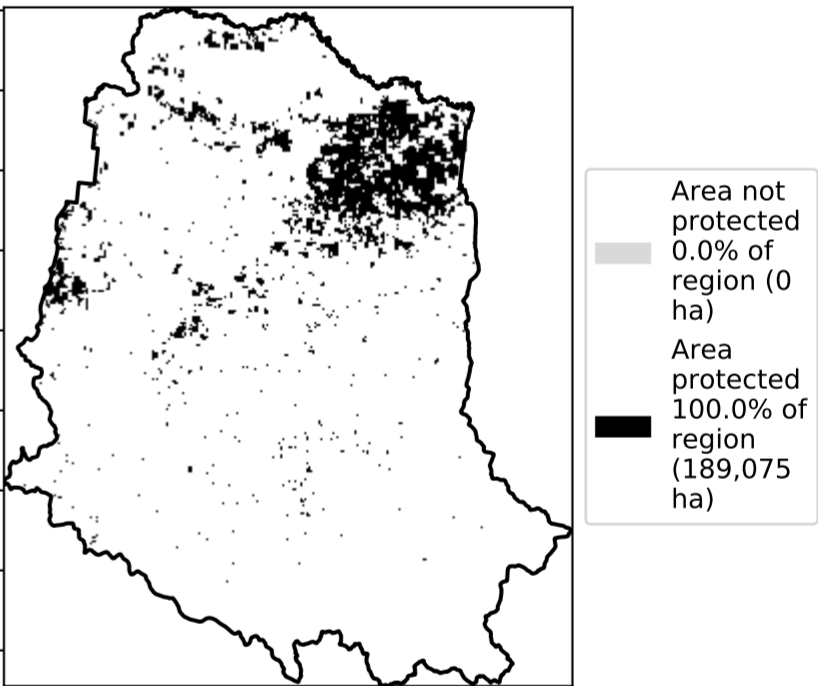 Area not
protected
0.0% of
region (0
ha)
Area
protected
100.0% of
region
(189,075
ha)